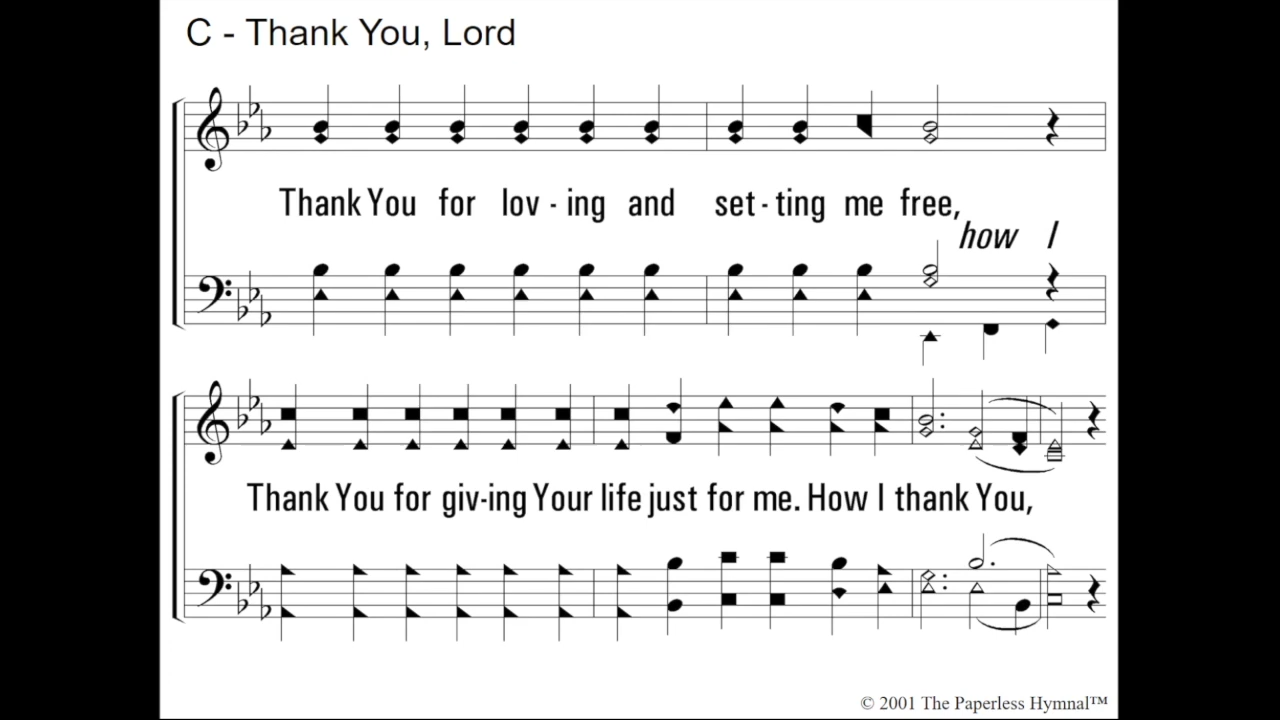 C - Thank You, Lord
Thank You for lov - ing and set - ting me free,
how I
Thank You for giv-ing Your life just for me. How I thank You,
© 2001 The Paperless Hymnal™